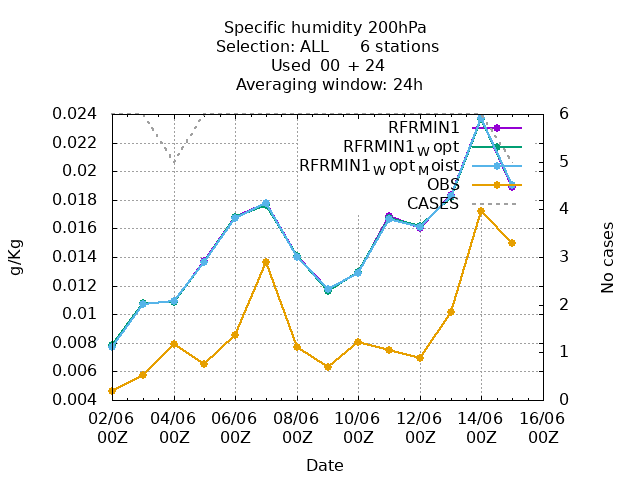 Specific humidity 200hPa
Selection: ALL 6 stations
Used 00 + 24
Averaging window: 24h
0.024
0.022
0.02
0.018
0.016
0.014
0.012
0.01
0.008
0.006
0.004
g/Kg
6
5
4
3
2
1
0
No cases
RFRMIN1
RFRMIN1_W opt
RFRMIN1_W opt_M oist
OBS
CASES
02/06 04/06 06/06 08/06 10/06 12/06 14/06 16/06
00Z 00Z 00Z 00Z 00Z 00Z 00Z 00Z
Date